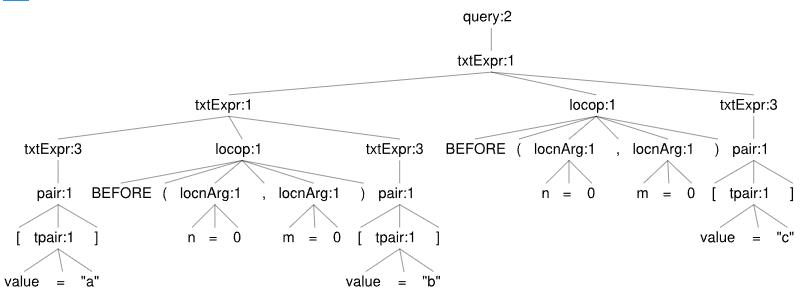 query:2
txtExpr:1
txtExpr:1 locop:1 txtExpr:3
txtExpr:3 locop:1 txtExpr:3 BEFORE ( locnArg:1 , locnArg:1 ) pair:1
pair:1 BEFORE ( locnArg:1 , locnArg:1 ) pair:1 n = 0 m = 0 [ tpair:1 ]
[ tpair:1 ] n = 0 m = 0 [ tpair:1 ] value = "c"
value = "a" value = "b"